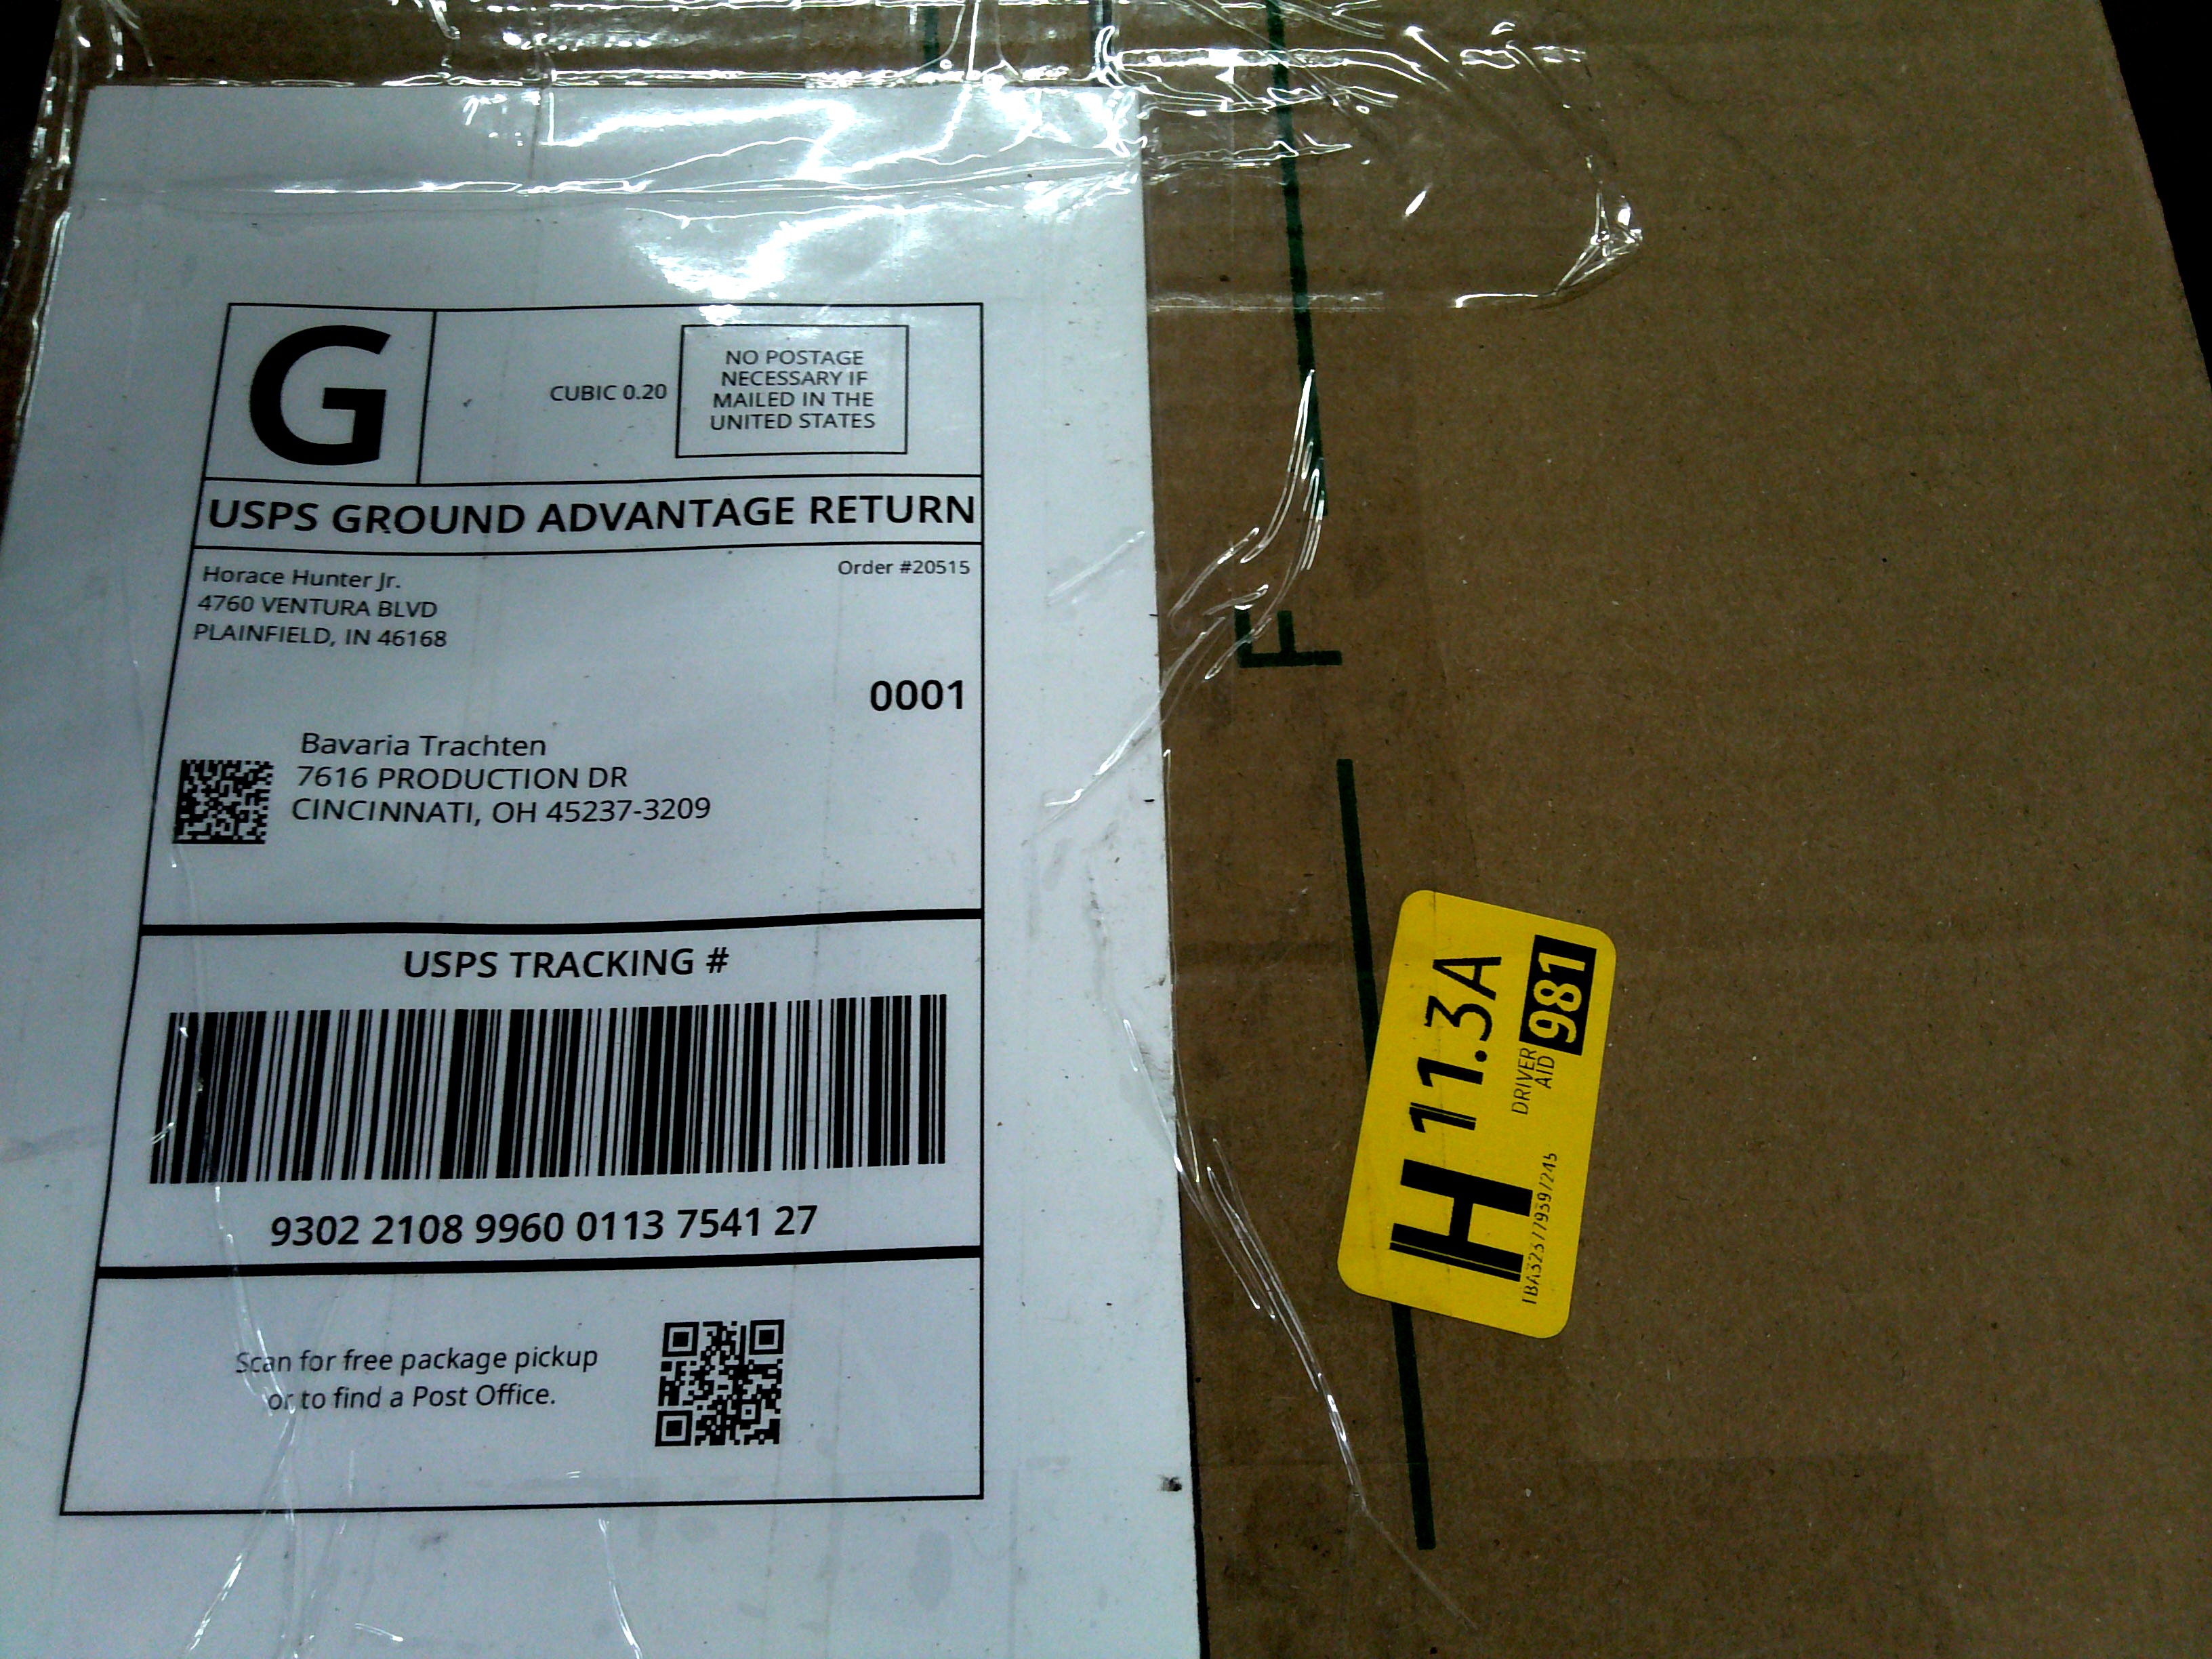 G
CUBIC 0.20
NO POSTAGE
NECESSARY IF
MAILED IN THE
UNITED STATES
USPS GROUND ADVANTAGE RETURN
Horace Hunter Jr.
4760 VENTURA BLVD
PLAINFIELD, IN 46168
Order #20515
0001
Bavaria Trachten
7616 PRODUCTION DR
CINCINNATI, OH 45237-3209
USPS TRACKING #
9302 2108 9960 0113 7541 27
Scan for free package pickup
or to find a Post Office.
F
H 11.3A
DRIVER
AID
981